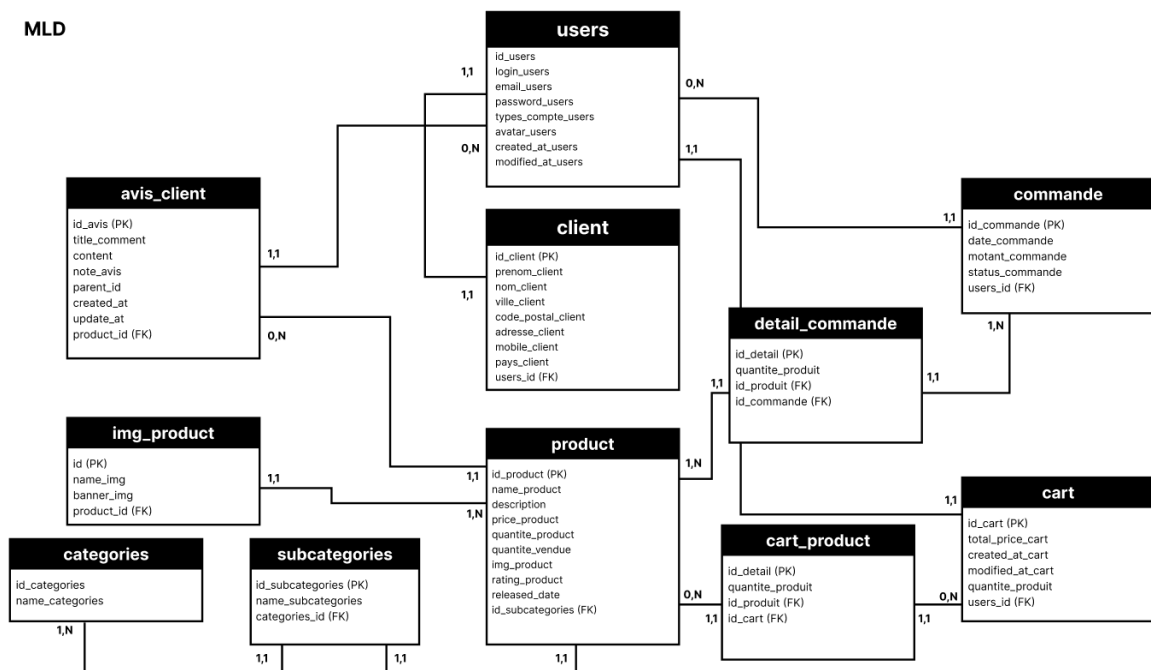 MLD
users
id_users
login_users
email_users
password_users
types_compte_users
avatar_users
created_at_users
modified_at_users
1,1
0,N
0,N
1,1
avis_client
id_avis (PK)
title_comment
content
note_avis
parent_id
created_at
update_at
product_id (FK)
1,1
0,N
client
id_client (PK)
prenom_client
nom_client
ville_client
code_postal_client
adresse_client
mobile_client
pays_client
users_id (FK)
1,1
commande
id_commande (PK)
date_commande
motant_commande
status_commande
users_id (FK)
1,1
1,N
detail_commande
id_detail (PK)
quantite_produit
id_produit (FK)
id_commande (FK)
1,1
1,1
img_product
id (PK)
name_img
banner_img
product_id (FK)
1,1
product
id_product (PK)
name_product
description
price_product
quantite_product
quantite_vendue
img_product
rating_product
released_date
id_subcategories (FK)
1,1
1,N
1,N
0,N
1,1
cart
id_cart (PK)
total_price_cart
created_at_cart
modified_at_cart
quantite_produit
users_id (FK)
1,1
0,N
cart_product
id_detail (PK)
quantite_produit
id_produit (FK)
id_cart (FK)
1,1
1,1
categories
id_categories
name_categories
1,N
subcategories
id_subcategories (PK)
name_subcategories
categories_id (FK)
1,1
1,1